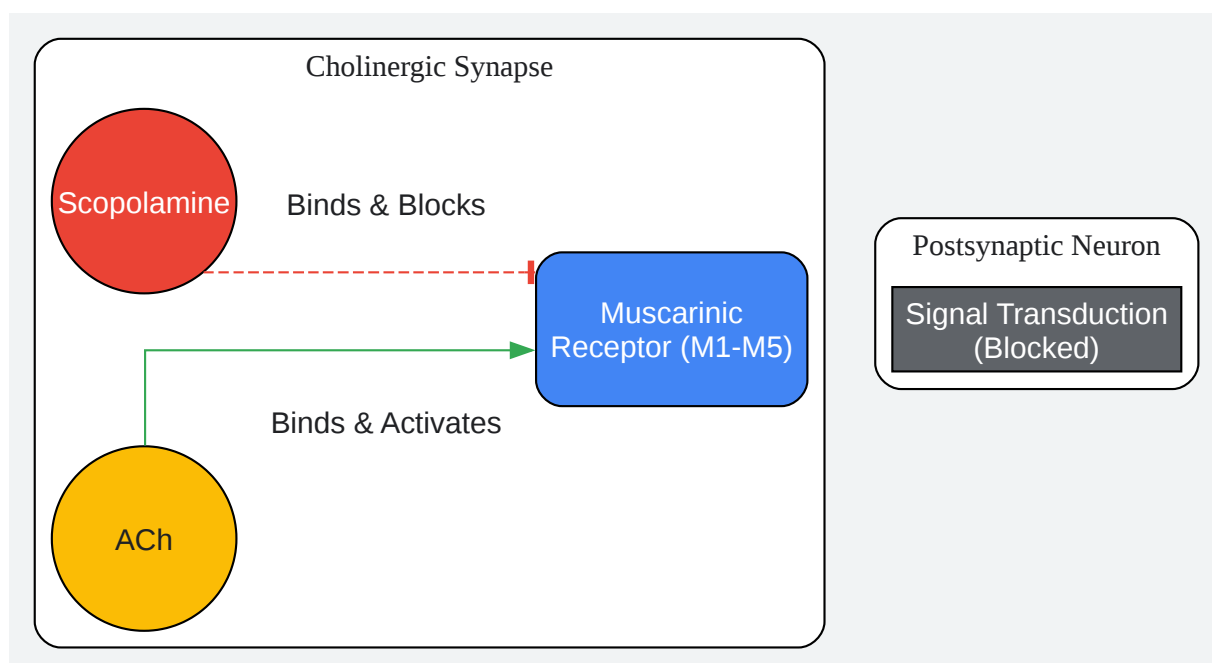 Cholinergic Synapse
Scopolamine
Binds & Blocks
Muscarinic
Receptor (M1-M5)
Binds & Activates
ACh
Postsynaptic Neuron
Signal Transduction
(Blocked)